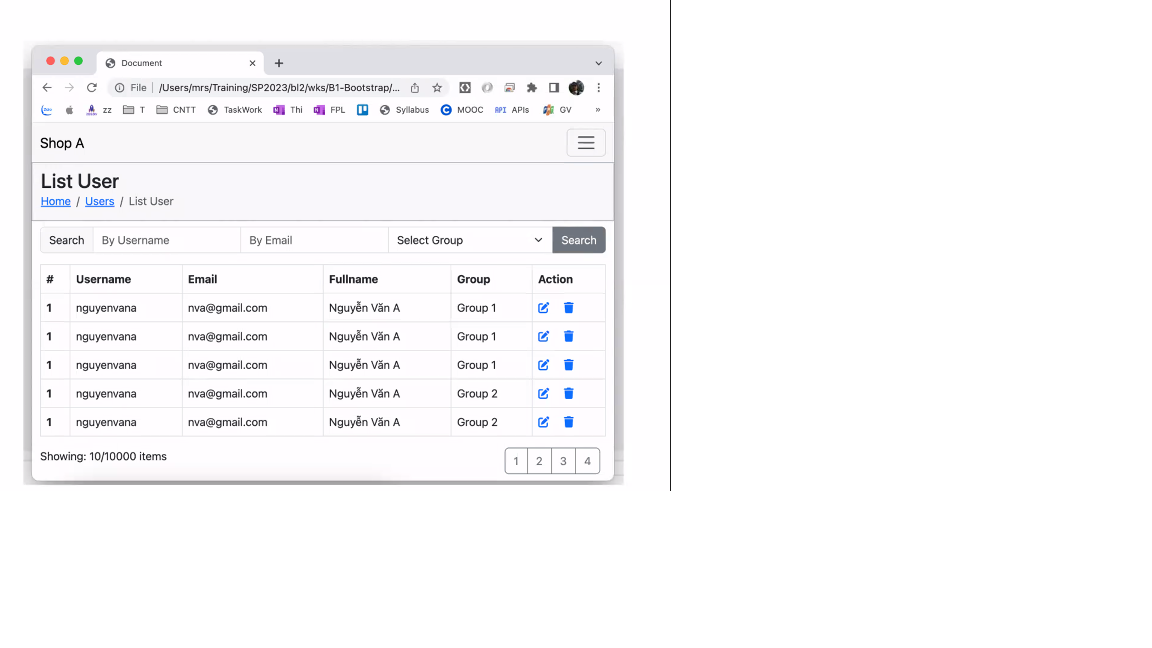 Document
File /Users/mrs/Training/SP2023/bl2/wks/B1-Bootstrap/...
zz T CNTT TaskWork Thi FPL Syllabus MOOC API APIs GV »
Shop A
List User
Home / Users / List User
Search By Username By Email Select Group Search
# Username Email Fullname Group Action
1 nguyenvana nva@gmail.com Nguyễn Văn A Group 1
1 nguyenvana nva@gmail.com Nguyễn Văn A Group 1
1 nguyenvana nva@gmail.com Nguyễn Văn A Group 1
1 nguyenvana nva@gmail.com Nguyễn Văn A Group 2
1 nguyenvana nva@gmail.com Nguyễn Văn A Group 2
Showing: 10/10000 items
1 2 3 4